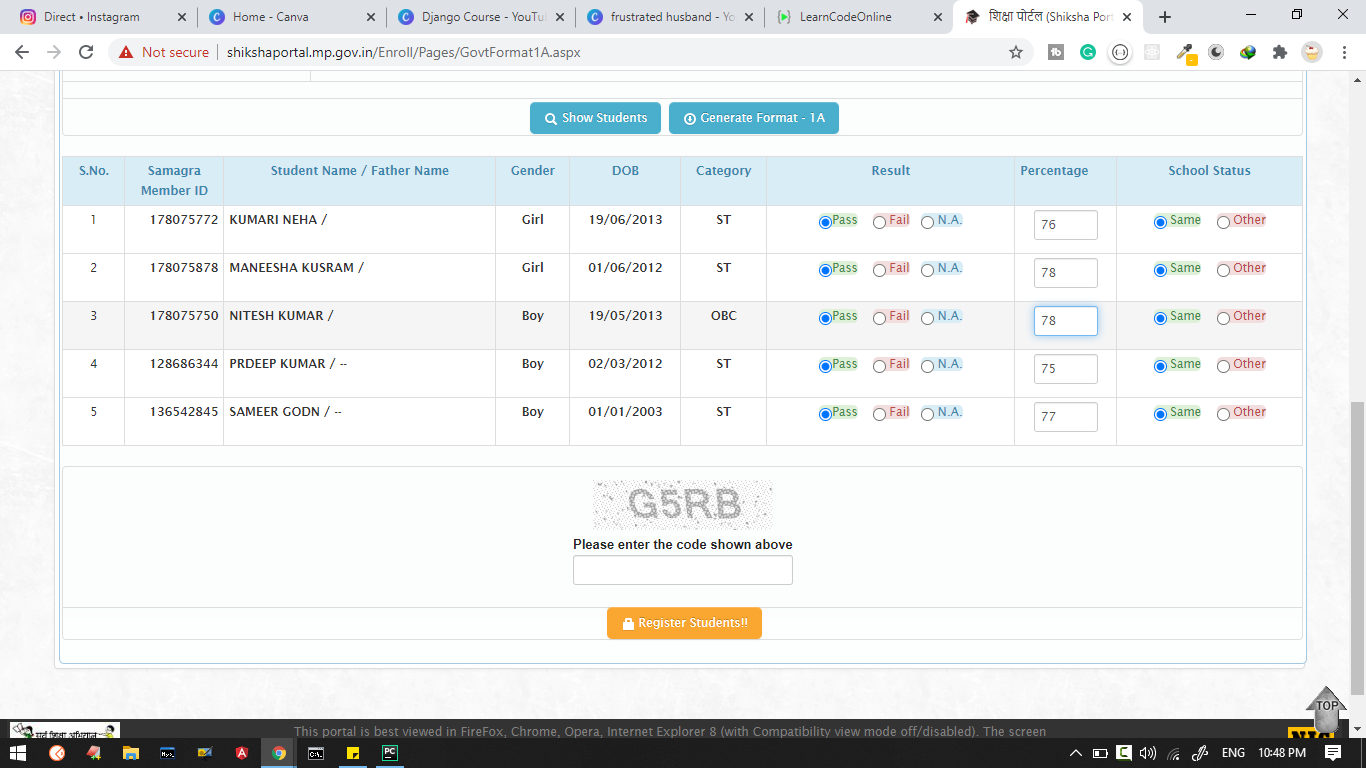 Direct • Instagram
Home - Canva
Django Course - YouTu
frustrated husband - Yo
LearnCodeOnline
शिक्षा पोर्टल (Shiksha Por
Not secure | shikshaportal.mp.gov.in/Enroll/Pages/GovtFormat1A.aspx
Show Students Generate Format - 1A
S.No. Samagra Member ID Student Name / Father Name Gender DOB Category Result Percentage School Status
1 178075772 KUMARI NEHA / Girl 19/06/2013 ST Pass Fail N.A. 76 Same Other
2 178075878 MANEESHA KUSRAM / Girl 01/06/2012 ST Pass Fail N.A. 78 Same Other
3 178075750 NITESH KUMAR / Boy 19/05/2013 OBC Pass Fail N.A. 78 Same Other
4 128686344 PRDEEP KUMAR / -- Boy 02/03/2012 ST Pass Fail N.A. 75 Same Other
5 136542845 SAMEER GODN / -- Boy 01/01/2003 ST Pass Fail N.A. 77 Same Other
G5RB
Please enter the code shown above
Register Students!!
TOP
This portal is best viewed in FireFox, Chrome, Opera, Internet Explorer 8 (with Compatibility view mode off/disabled). The screen
ENG 10:48 PM